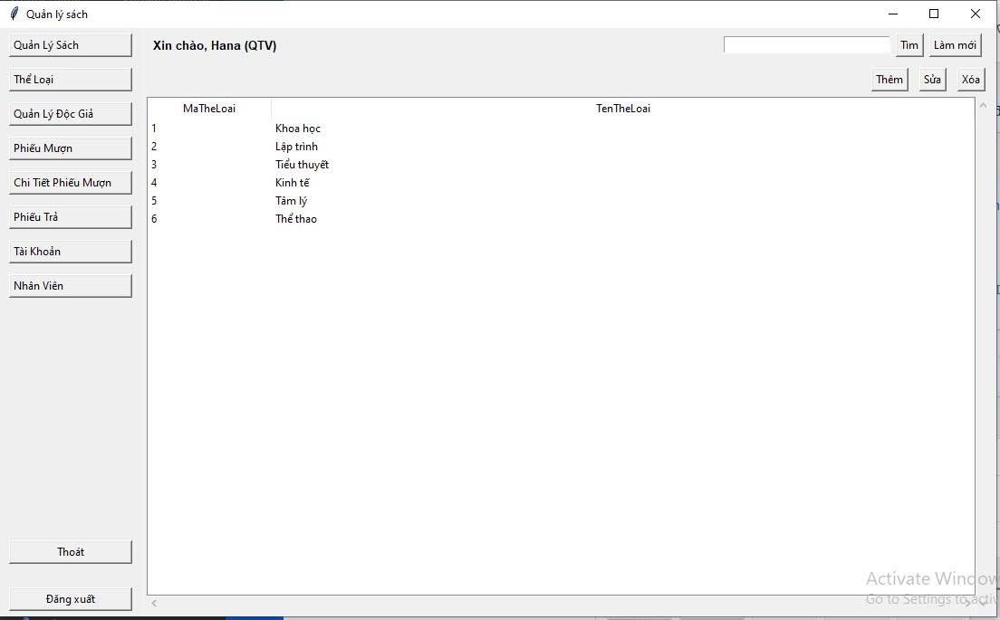 Quản lý sách
Quản Lý Sách
Xin chào, Hana (QTV)
Tìm
Làm mới
Thể Loại
Thêm
Sửa
Xóa
Quản Lý Độc Giả
Phiếu Mượn
Chi Tiết Phiếu Mượn
Phiếu Trả
Tài Khoản
Nhân Viên
MaTheLoai TenTheLoai
1 Khoa học
2 Lập trình
3 Tiểu thuyết
4 Kinh tế
5 Tâm lý
6 Thể thao
Thoát
Đăng xuất
Activate Window
Go to Settings to activ